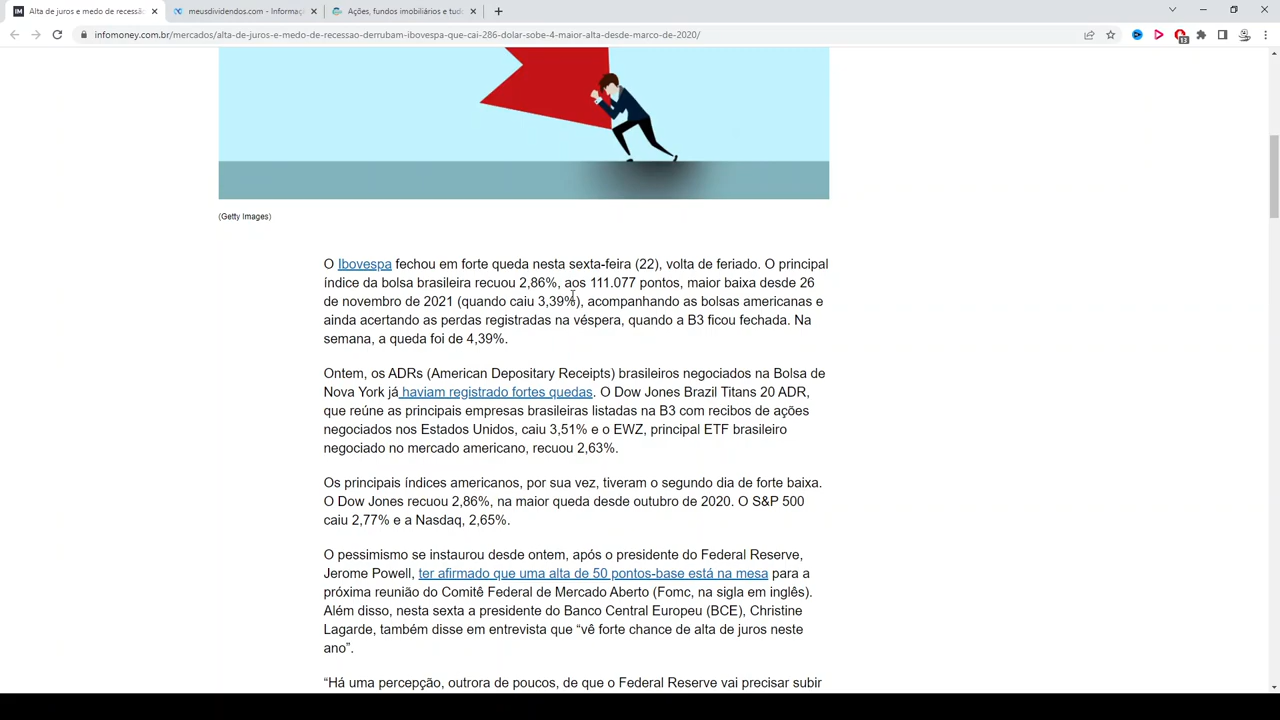 Alta de juros e medo de recessão
meusdividendos.com - Informaç
Ações, fundos imobiliários e tudo
infomoney.com.br/mercados/alta-de-juros-e-medo-de-recessao-derrubam-ibovespa-que-cai-286-dolar-sobe-4-maior-alta-desde-marco-de-2020/
13
(Getty Images)
O Ibovespa fechou em forte queda nesta sexta-feira (22), volta de feriado. O principal
índice da bolsa brasileira recuou 2,86%, aos 111.077 pontos, maior baixa desde 26
de novembro de 2021 (quando caiu 3,39%), acompanhando as bolsas americanas e
ainda acertando as perdas registradas na véspera, quando a B3 ficou fechada. Na
semana, a queda foi de 4,39%.
Ontem, os ADRs (American Depositary Receipts) brasileiros negociados na Bolsa de
Nova York já haviam registrado fortes quedas. O Dow Jones Brazil Titans 20 ADR,
que reúne as principais empresas brasileiras listadas na B3 com recibos de ações
negociados nos Estados Unidos, caiu 3,51% e o EWZ, principal ETF brasileiro
negociado no mercado americano, recuou 2,63%.
Os principais índices americanos, por sua vez, tiveram o segundo dia de forte baixa.
O Dow Jones recuou 2,86%, na maior queda desde outubro de 2020. O S&P 500
caiu 2,77% e a Nasdaq, 2,65%.
O pessimismo se instaurou desde ontem, após o presidente do Federal Reserve,
Jerome Powell, ter afirmado que uma alta de 50 pontos-base está na mesa para a
próxima reunião do Comitê Federal de Mercado Aberto (Fomc, na sigla em inglês).
Além disso, nesta sexta a presidente do Banco Central Europeu (BCE), Christine
Lagarde, também disse em entrevista que “vê forte chance de alta de juros neste
ano”.
“Há uma percepção, outrora de poucos, de que o Federal Reserve vai precisar subir